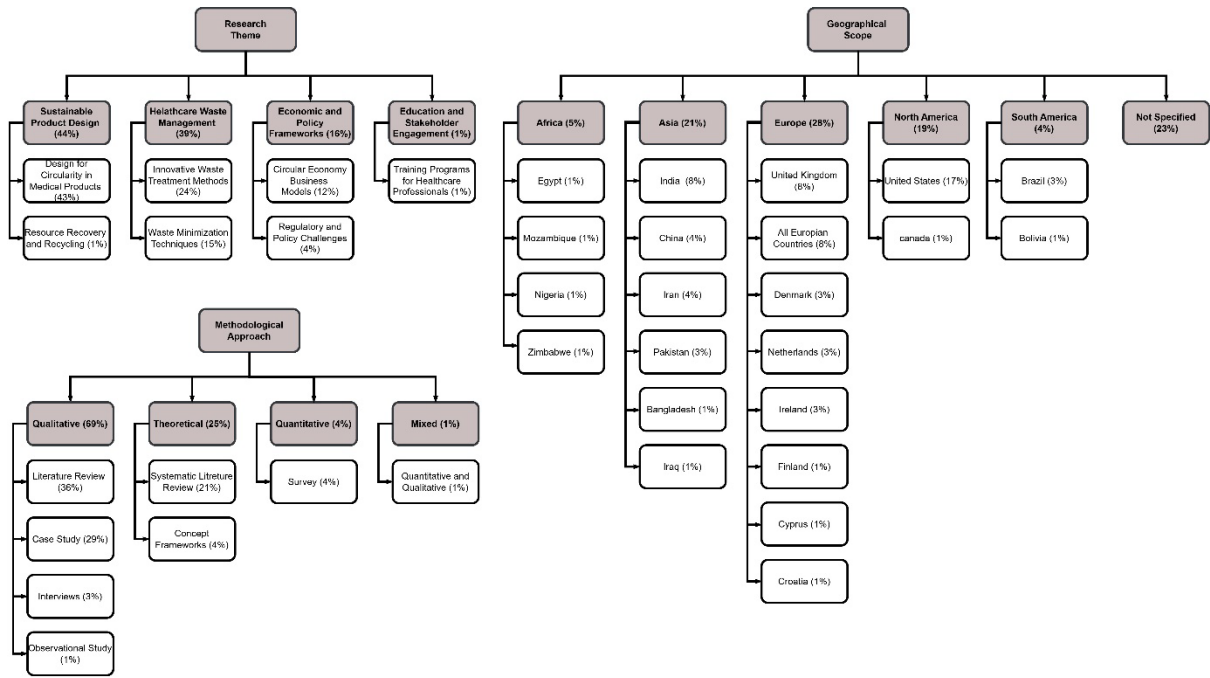 Research
Theme
Sustainable
Product Design
(44%)
Helathcare Waste
Management
(39%)
Economic and
Policy
Frameworks (16%)
Education and
Stakeholder
Engagement (1%)
Design for
Circularity in
Medical Products
(43%)
Innovative Waste
Treatment Methods
(24%)
Circular Economy
Business
Models (12%)
Training Programs
for Healthcare
Professionals (1%)
Resource Recovery
and Recycling (1%)
Waste Minimization
Techniques (15%)
Regulatory and
Policy Challenges
(4%)
Methodological
Approach
Qualitative (69%)
Theoretical (25%)
Quantitative (4%)
Mixed (1%)
Literature Review
(36%)
Systematic Litreture
Review (21%)
Survey (4%)
Quantitative and
Qualitative (1%)
Case Study (29%)
Concept
Frameworks (4%)
Interviews (3%)
Observational Study
(1%)
Geographical
Scope
Africa (5%)
Asia (21%)
Europe (28%)
North America
(19%)
South America
(4%)
Not Specified
(23%)
Egypt (1%)
India (8%)
United Kingdom
(8%)
United States (17%)
Brazil (3%)
Mozambique (1%)
China (4%)
All Europian
Countries (8%)
canada (1%)
Bolivia (1%)
Nigeria (1%)
Iran (4%)
Denmark (3%)
Zimbabwe (1%)
Pakistan (3%)
Netherlands (3%)
Bangladesh (1%)
Ireland (3%)
Iraq (1%)
Finland (1%)
Cyprus (1%)
Croatia (1%)